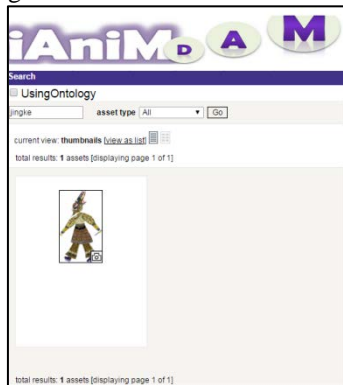 g
iAniM D A M
Search
UsingOntology
jingke asset type All Go
current view: thumbnails [view as list]
total results: 1 assets [displaying page 1 of 1]
total results: 1 assets [displaying page 1 of 1]